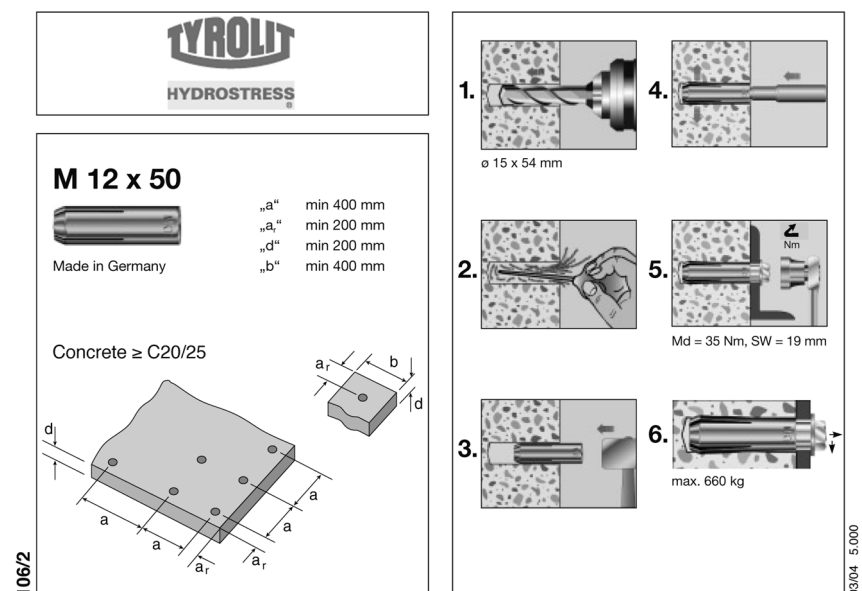 TYROLIT
HYDROSTRESS®
M 12 x 50
„a“ min 400 mm
„ar“ min 200 mm
„d“ min 200 mm
„b“ min 400 mm
Made in Germany
Concrete ≥ C20/25
ar
b
d
d
a
a
a
a
ar
ar
1.
ø 15 x 54 mm
2.
3.
4.
5.
Nm
Md = 35 Nm, SW = 19 mm
6.
max. 660 kg
106/2
03/04 5.000